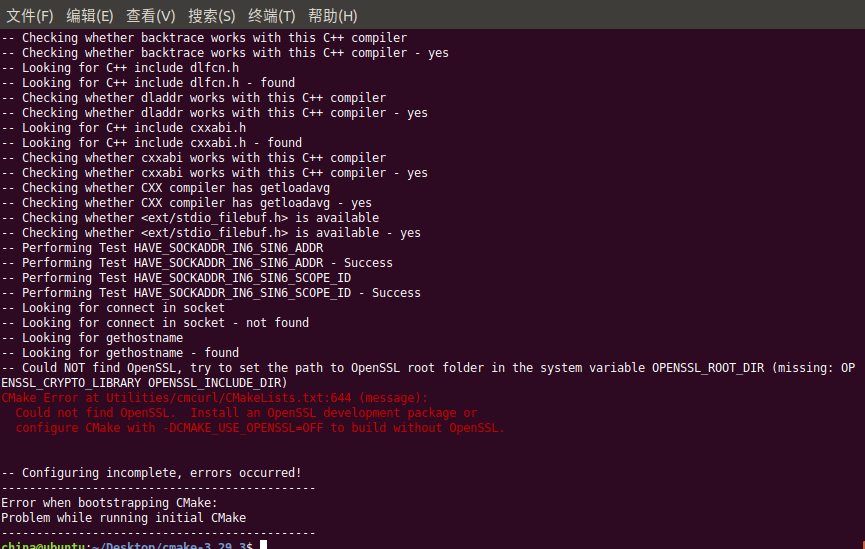 文件(F) 编辑(E) 查看(V) 搜索(S) 终端(T) 帮助(H)
-- Checking whether backtrace works with this C++ compiler
-- Checking whether backtrace works with this C++ compiler - yes
-- Looking for C++ include dlfcn.h
-- Looking for C++ include dlfcn.h - found
-- Checking whether dladdr works with this C++ compiler
-- Checking whether dladdr works with this C++ compiler - yes
-- Looking for C++ include cxxabi.h
-- Looking for C++ include cxxabi.h - found
-- Checking whether cxxabi works with this C++ compiler
-- Checking whether cxxabi works with this C++ compiler - yes
-- Checking whether CXX compiler has getloadavg
-- Checking whether CXX compiler has getloadavg - yes
-- Checking whether <ext/stdio_filebuf.h> is available
-- Checking whether <ext/stdio_filebuf.h> is available - yes
-- Performing Test HAVE_SOCKADDR_IN6_SIN6_ADDR
-- Performing Test HAVE_SOCKADDR_IN6_SIN6_ADDR - Success
-- Performing Test HAVE_SOCKADDR_IN6_SIN6_SCOPE_ID
-- Performing Test HAVE_SOCKADDR_IN6_SIN6_SCOPE_ID - Success
-- Looking for connect in socket
-- Looking for connect in socket - not found
-- Looking for gethostname
-- Looking for gethostname - found
-- Could NOT find OpenSSL, try to set the path to OpenSSL root folder in the system variable OPENSSL_ROOT_DIR (missing: OP
ENSSL_CRYPTO_LIBRARY OPENSSL_INCLUDE_DIR)
CMake Error at Utilities/cmcurl/CMakeLists.txt:644 (message):
  Could not find OpenSSL.  Install an OpenSSL development package or
  configure CMake with -DCMAKE_USE_OPENSSL=OFF to build without OpenSSL.
-- Configuring incomplete, errors occurred!
---------------------------------------------
Error when bootstrapping CMake:
Problem while running initial CMake
---------------------------------------------
china@ubuntu:~/Desktop/cmake-3.29.3$